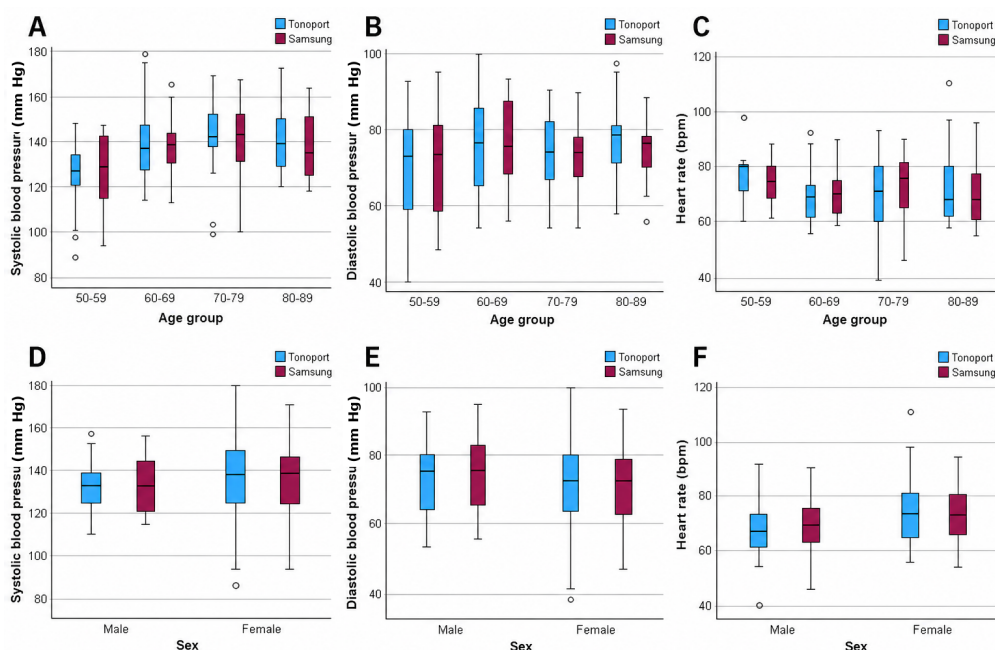 A
Tonoport
Samsung
Systolic blood pressur (mm Hg)
180
160
140
120
100
80
50-59
60-69
70-79
80-89
Age group
B
Tonoport
Samsung
Diastolic blood pressur (mm Hg)
100
80
60
40
50-59
60-69
70-79
80-89
Age group
C
Tonoport
Samsung
Heart rate (bpm)
120
100
80
60
40
50-59
60-69
70-79
80-89
Age group
D
Tonoport
Samsung
Systolic blood pressu (mm Hg)
180
160
140
120
100
80
Male
Female
Sex
E
Tonoport
Samsung
Diastolic blood pressu (mm Hg)
100
80
60
40
Male
Female
Sex
F
Tonoport
Samsung
Heart rate (bpm)
120
100
80
60
40
Male
Female
Sex